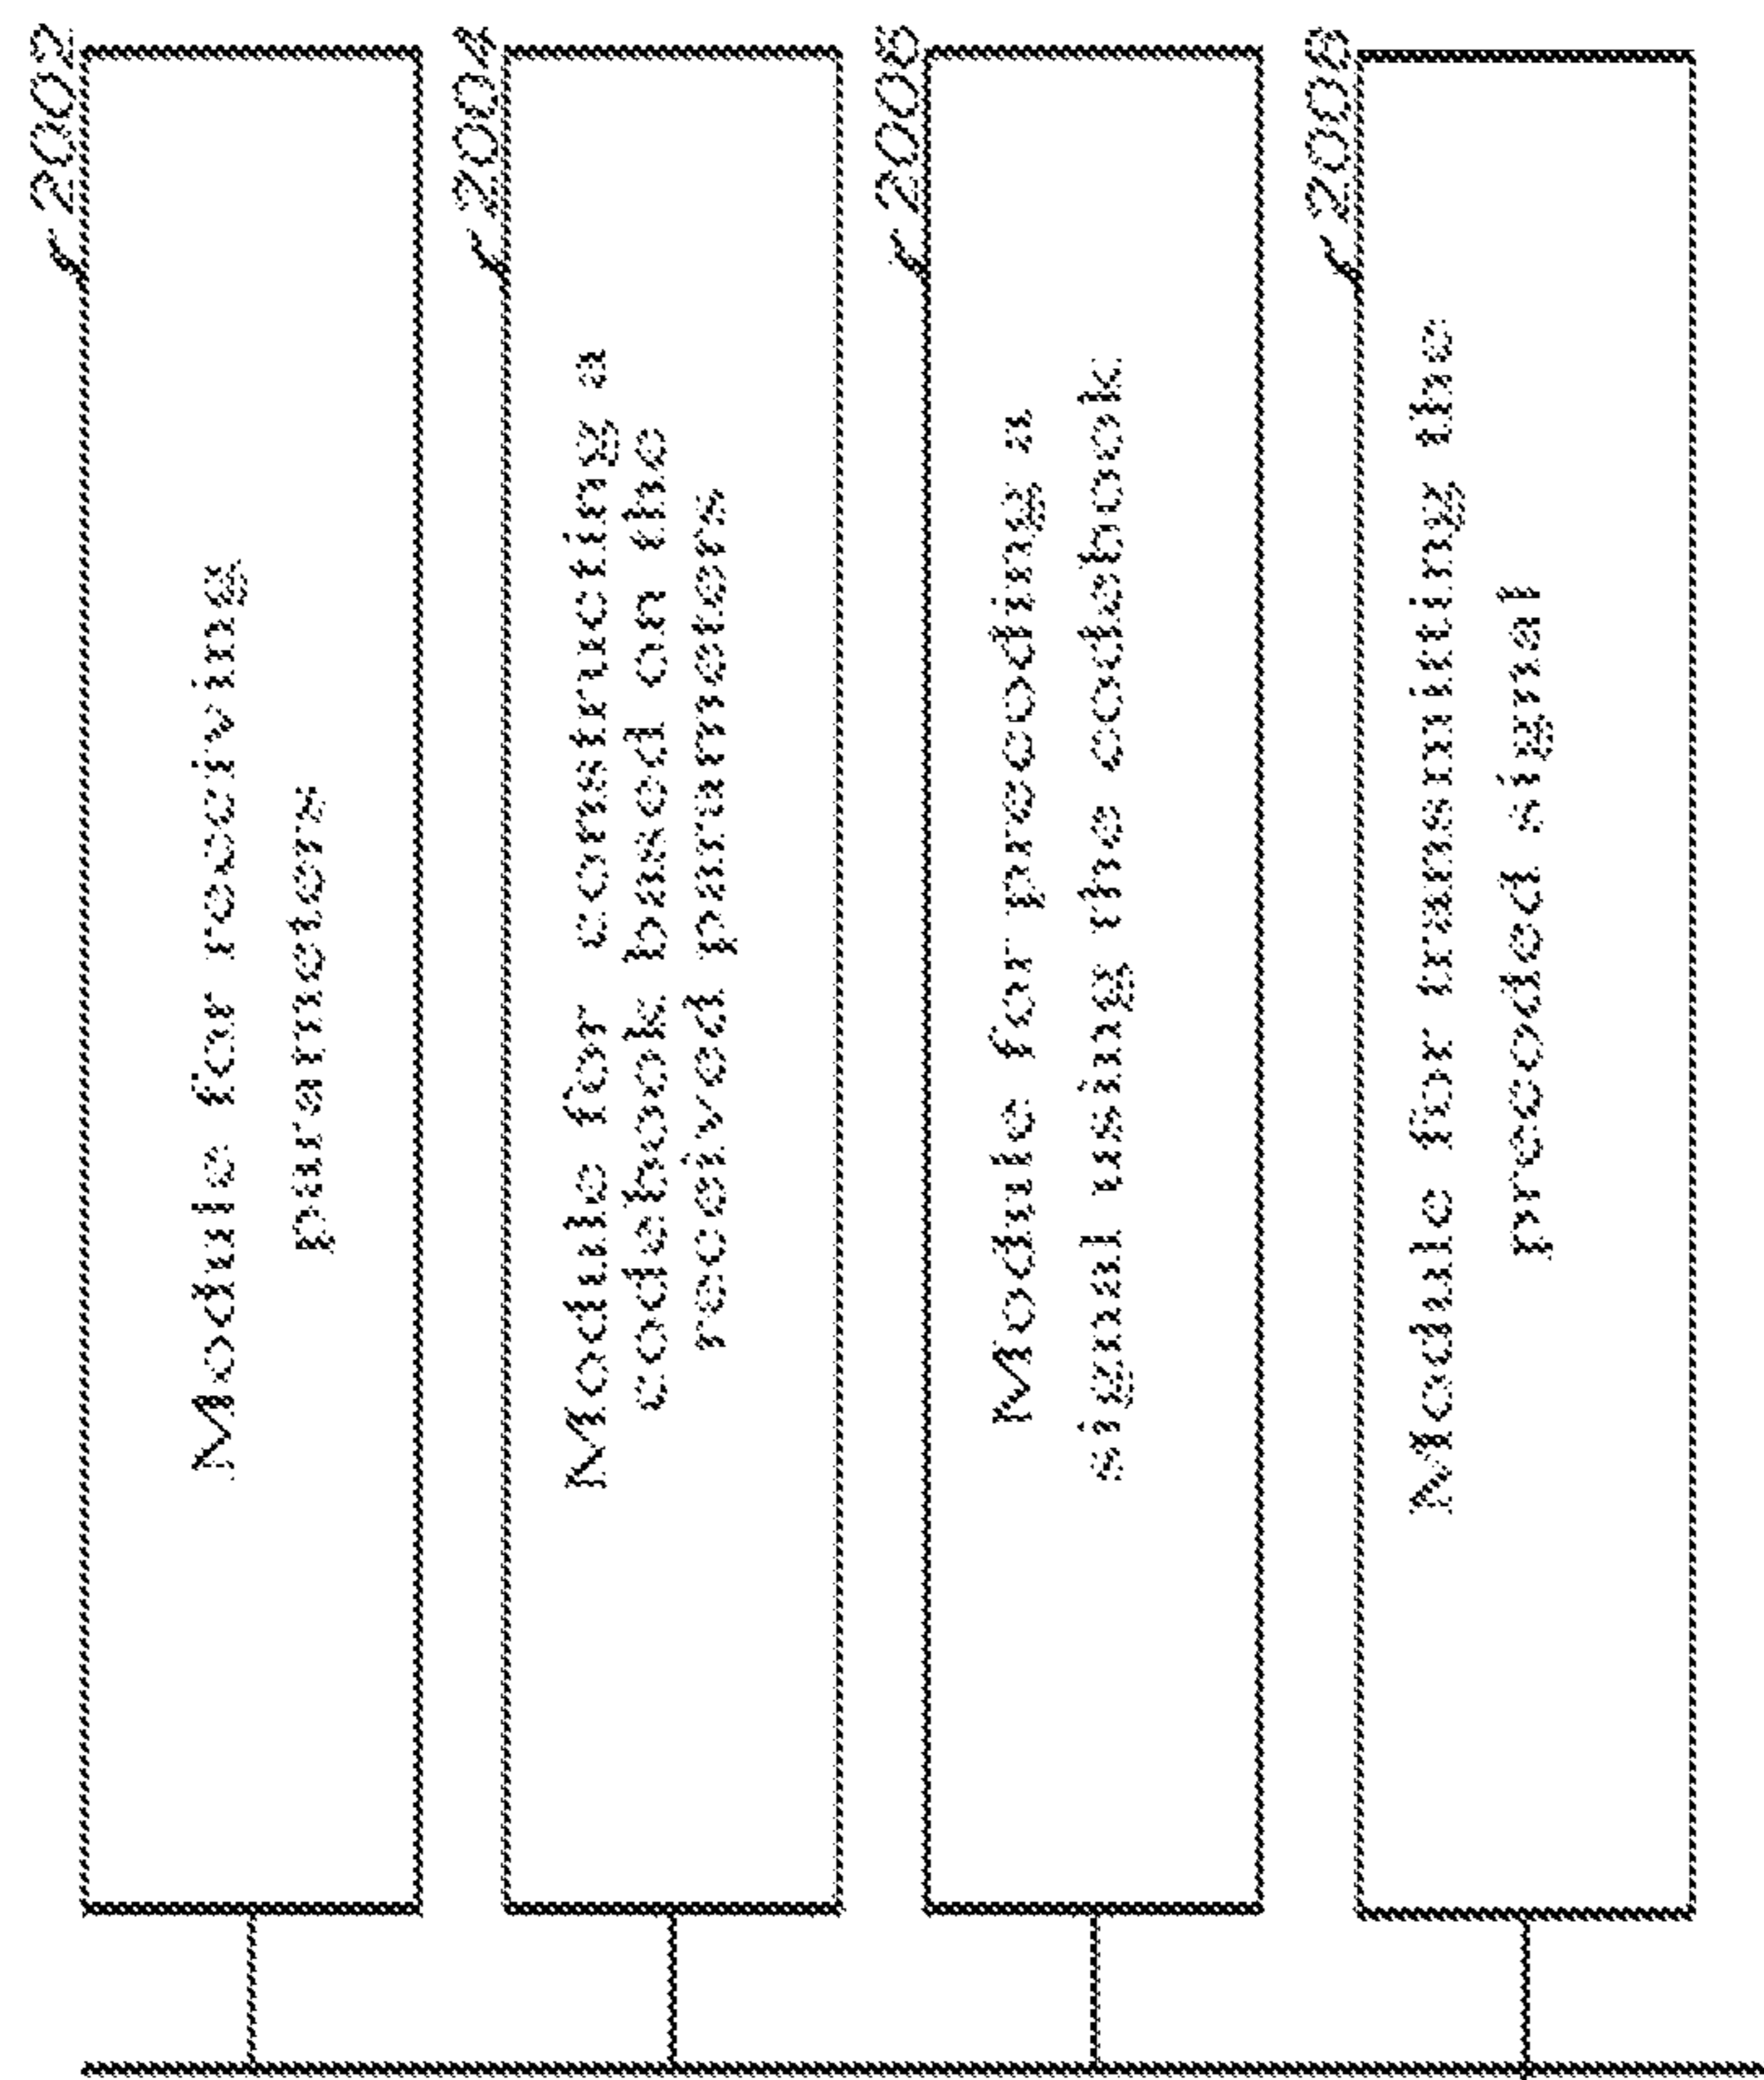 2002
Module for receiving
parameters
2004
Module for constructing a
codebook based on the
received parameters
2006
Module for precoding a
signal using the codebook
2008
Module for transmitting the
precoded signal